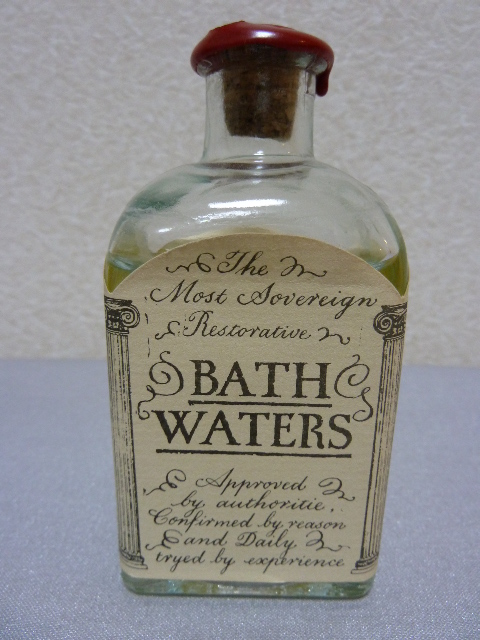 The
Most Sovereign
Restorative
BATH
WATERS
Approved
by authoritie,
Confirmed by reason
and Daily
tryed by experience